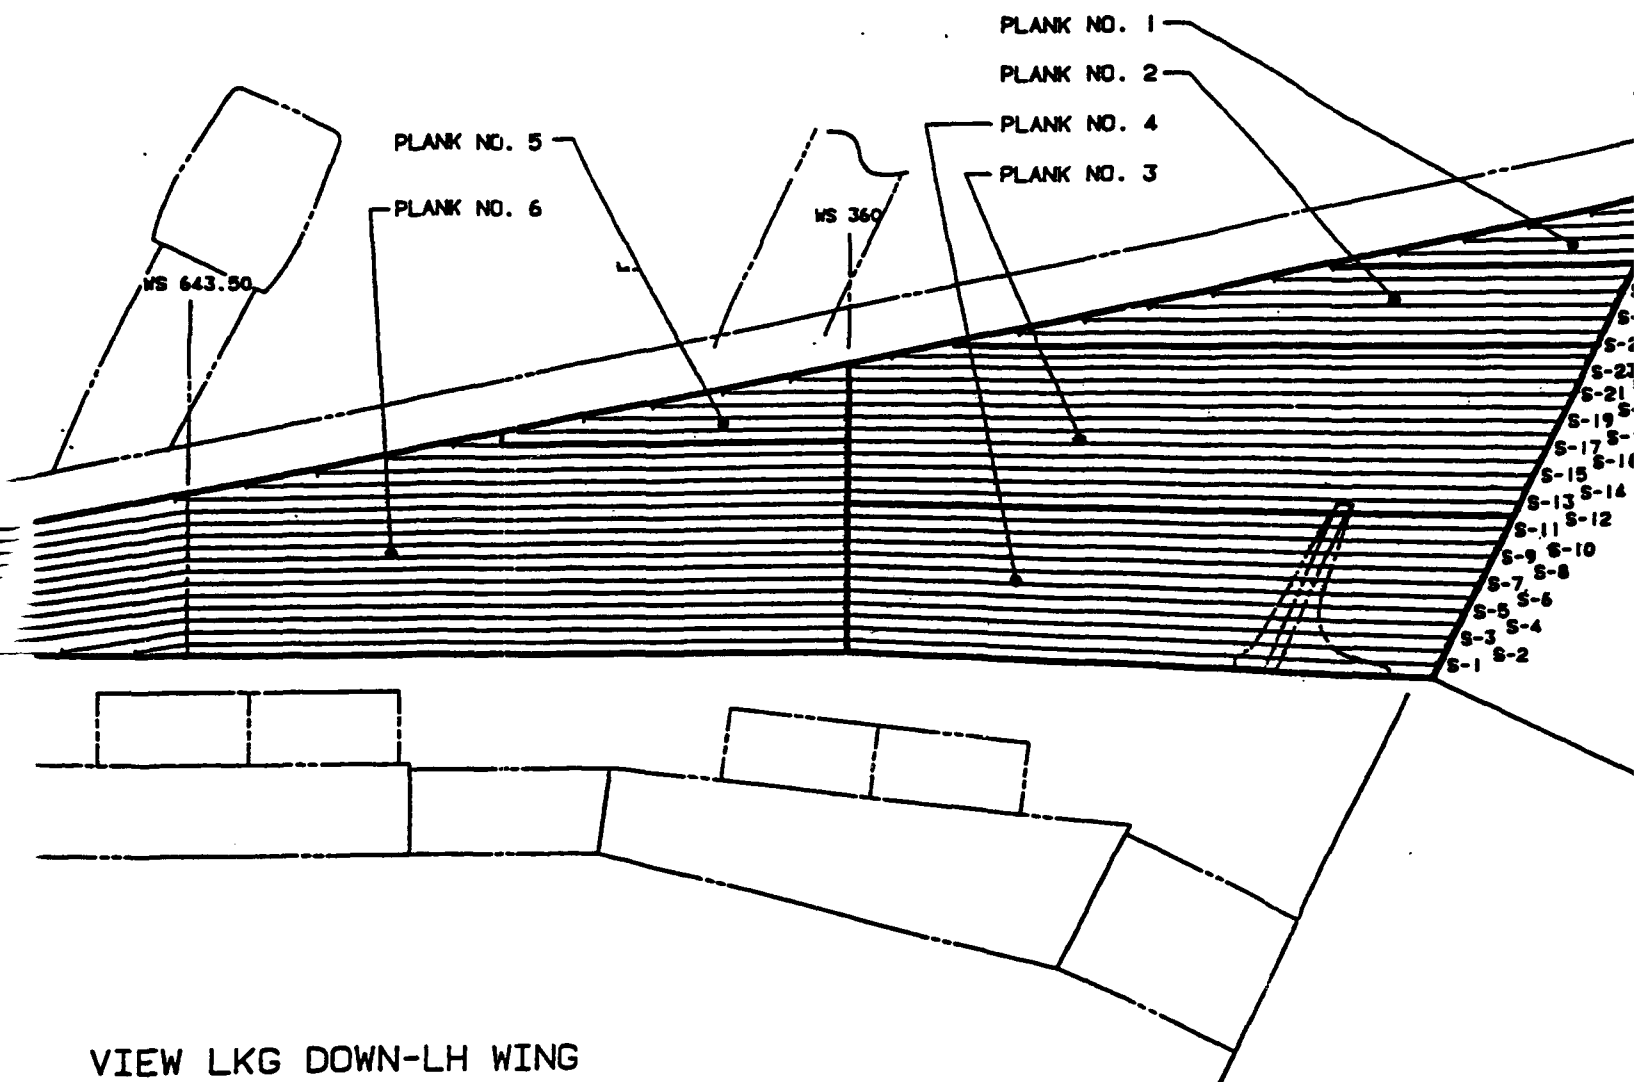 PLANK NO. 1
PLANK NO. 2
PLANK NO. 5
PLANK NO. 4
PLANK NO. 3
PLANK NO. 6
WS 360
WS 643.50
S-23
S-21
S-19
S-17
S-16
S-15
S-14
S-13
S-12
S-11
S-10
S-9
S-8
S-7
S-6
S-5
S-4
S-3
S-2
S-1
VIEW LKG DOWN-LH WING